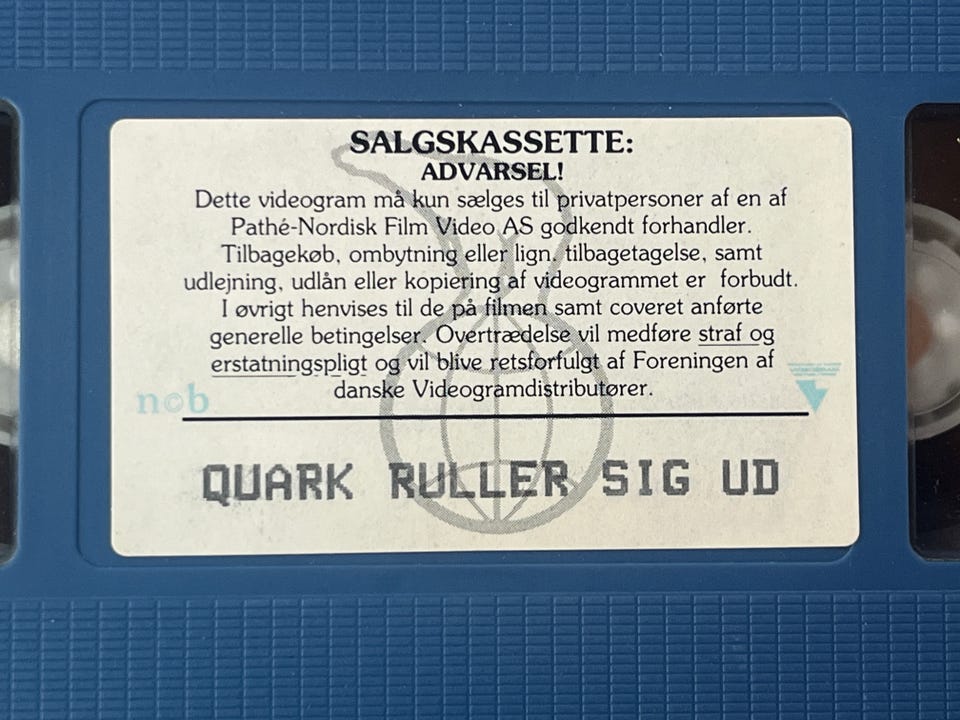 SALGSKASSETTE:
ADVARSEL!
Dette videogram må kun sælges til privatpersoner af en af
Pathé-Nordisk Film Video AS godkendt forhandler.
Tilbagekøb, ombytning eller lign. tilbagetagelse, samt
udlejning, udlån eller kopiering af videogrammet er forbudt.
I øvrigt henvises til de på filmen samt coveret anførte
generelle betingelser. Overtrædelse vil medføre straf og
erstatningspligt og vil blive retsforfulgt af Foreningen af
danske Videogramdistributører.
n©b
QUARK RULLER SIG UD